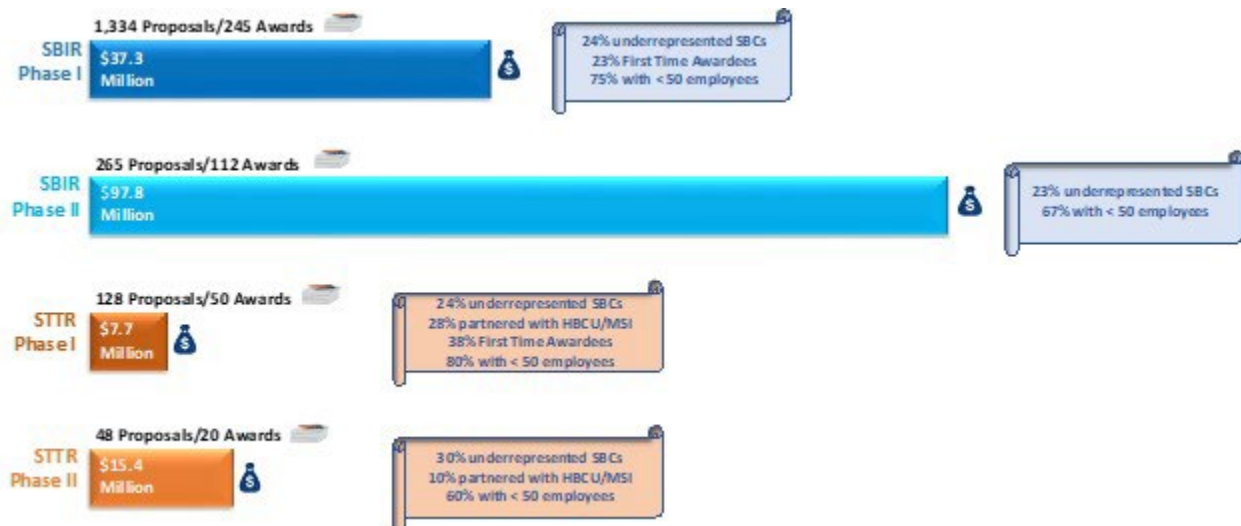 1,334 Proposals/245 Awards
SBIR
Phase I
$37.3
Million
$
24% underrepresented SBCs
23% First Time Awardees
75% with < 50 employees
265 Proposals/112 Awards
SBIR
Phase II
$97.8
Million
$
23% underrepresented SBCs
67% with < 50 employees
128 Proposals/50 Awards
STTR
Phase I
$7.7
Million
$
24% underrepresented SBCs
28% partnered with HBCU/MSI
38% First Time Awardees
80% with < 50 employees
48 Proposals/20 Awards
STTR
Phase II
$15.4
Million
$
30% underrepresented SBCs
10% partnered with HBCU/MSI
60% with < 50 employees